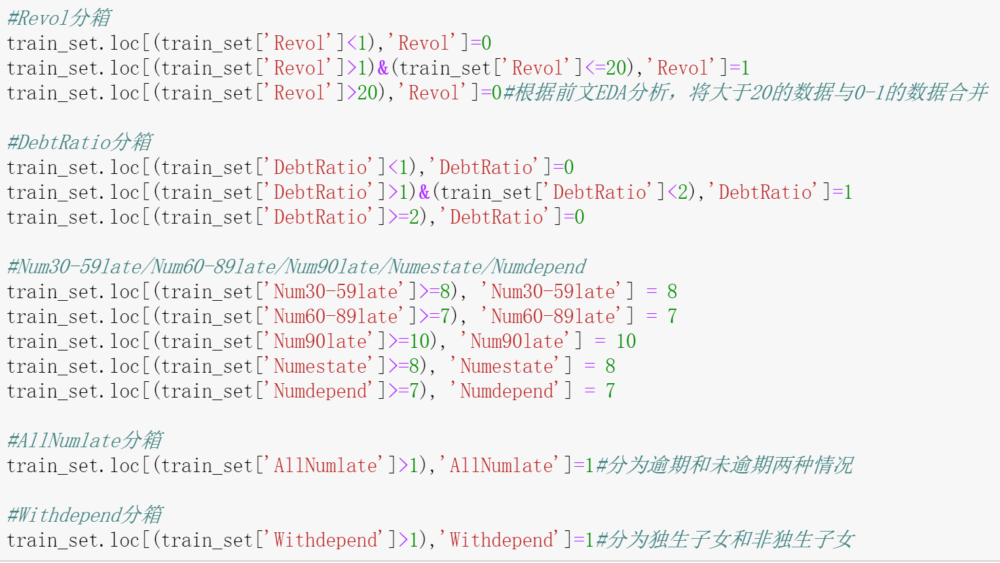 #Revol分箱
train_set.loc[(train_set['Revol']<1),'Revol']=0
train_set.loc[(train_set['Revol']>1)&(train_set['Revol']<=20),'Revol']=1
train_set.loc[(train_set['Revol']>20),'Revol']=0#根据前文EDA分析，将大于20的数据与0-1的数据合并
#DebtRatio分箱
train_set.loc[(train_set['DebtRatio']<1),'DebtRatio']=0
train_set.loc[(train_set['DebtRatio']>1)&(train_set['DebtRatio']<2),'DebtRatio']=1
train_set.loc[(train_set['DebtRatio']>=2),'DebtRatio']=0
#Num30-59late/Num60-89late/Num90late/Numestate/Numdepend
train_set.loc[(train_set['Num30-59late']>=8), 'Num30-59late'] = 8
train_set.loc[(train_set['Num60-89late']>=7), 'Num60-89late'] = 7
train_set.loc[(train_set['Num90late']>=10), 'Num90late'] = 10
train_set.loc[(train_set['Numestate']>=8), 'Numestate'] = 8
train_set.loc[(train_set['Numdepend']>=7), 'Numdepend'] = 7
#AllNumlate分箱
train_set.loc[(train_set['AllNumlate']>1),'AllNumlate']=1#分为逾期和未逾期两种情况
#Withdepend分箱
train_set.loc[(train_set['Withdepend']>1),'Withdepend']=1#分为独生子女和非独生子女